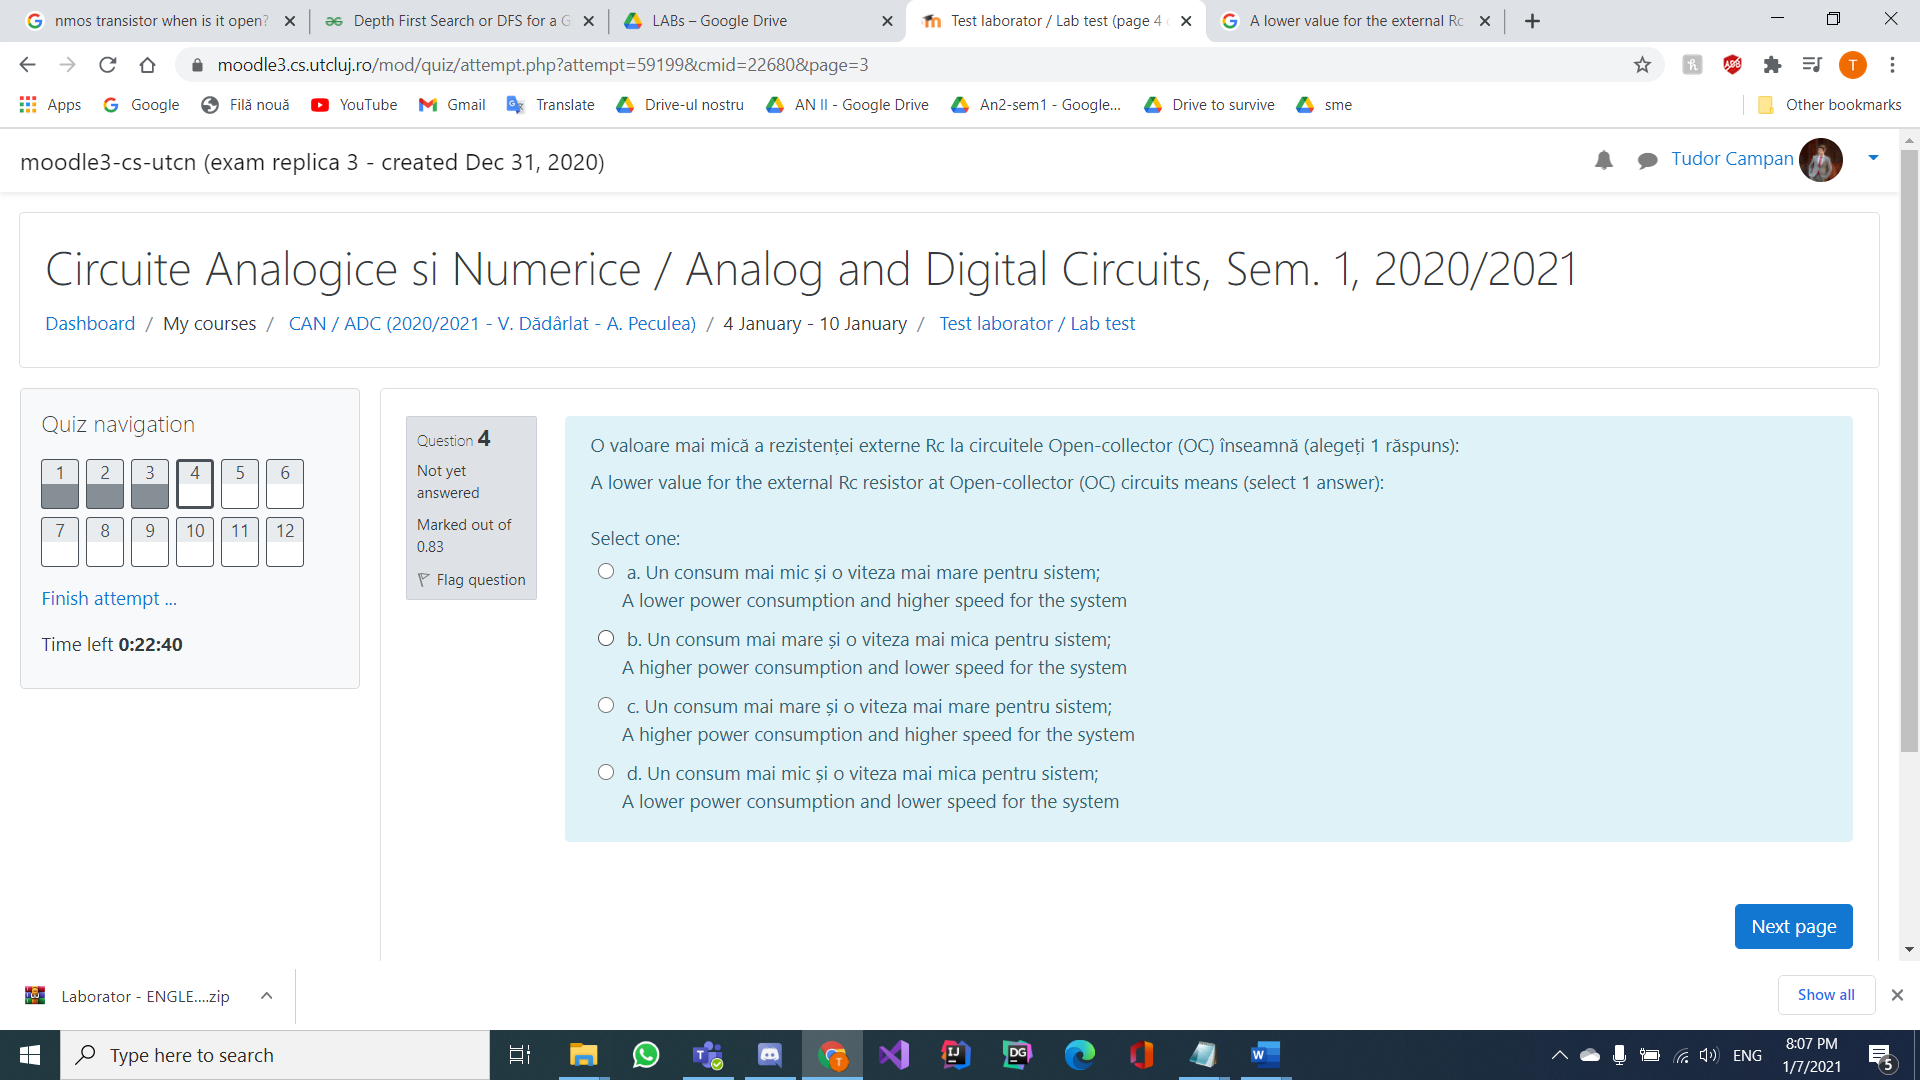 nmos transistor when is it open?
Depth First Search or DFS for a G
LABs – Google Drive
Test laborator / Lab test (page 4
A lower value for the external Rc
moodle3.cs.utcluj.ro/mod/quiz/attempt.php?attempt=59199&cmid=22680&page=3
T
Apps
Google
Filă nouă
YouTube
Gmail
Translate
Drive-ul nostru
AN II - Google Drive
An2-sem1 - Google...
Drive to survive
sme
Other bookmarks
moodle3-cs-utcn (exam replica 3 - created Dec 31, 2020)
Tudor Campan
Circuite Analogice si Numerice / Analog and Digital Circuits, Sem. 1, 2020/2021
Dashboard / My courses / CAN / ADC (2020/2021 - V. Dădârlat - A. Peculea) / 4 January - 10 January / Test laborator / Lab test
Quiz navigation
1 2 3 4 5 6
7 8 9 10 11 12
Finish attempt ...
Time left 0:22:40
Question 4
Not yet
answered
Marked out of
0.83
Flag question
O valoare mai mică a rezistenței externe Rc la circuitele Open-collector (OC) înseamnă (alegeți 1 răspuns):
A lower value for the external Rc resistor at Open-collector (OC) circuits means (select 1 answer):
Select one:
a. Un consum mai mic și o viteza mai mare pentru sistem;
A lower power consumption and higher speed for the system
b. Un consum mai mare și o viteza mai mica pentru sistem;
A higher power consumption and lower speed for the system
c. Un consum mai mare și o viteza mai mare pentru sistem;
A higher power consumption and higher speed for the system
d. Un consum mai mic și o viteza mai mica pentru sistem;
A lower power consumption and lower speed for the system
Next page
Laborator - ENGLE....zip
Show all
Type here to search
ENG
8:07 PM
1/7/2021
5